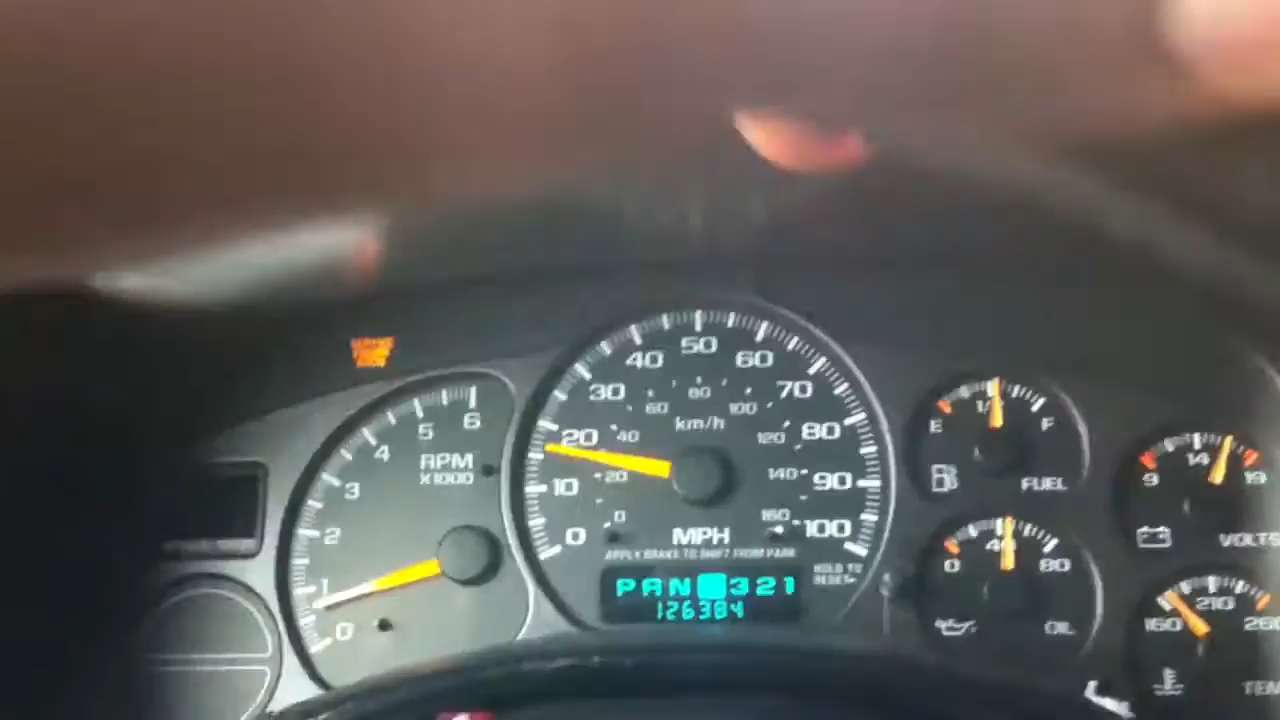 50
40 60
30 80 70
60 100
km/h
6
5
4
20 40 120 80
RPM
X1000
3
20 140 90
10
2
0 160 100
0 MPH
APPLY BRAKE TO SHIFT FROM PARK
HOLD TO
RESET
PRN 321
126384
1
0
1/2
E F
FUEL
40
0 80
OIL
14
9 19
VOLTS
210
160 260
TEM